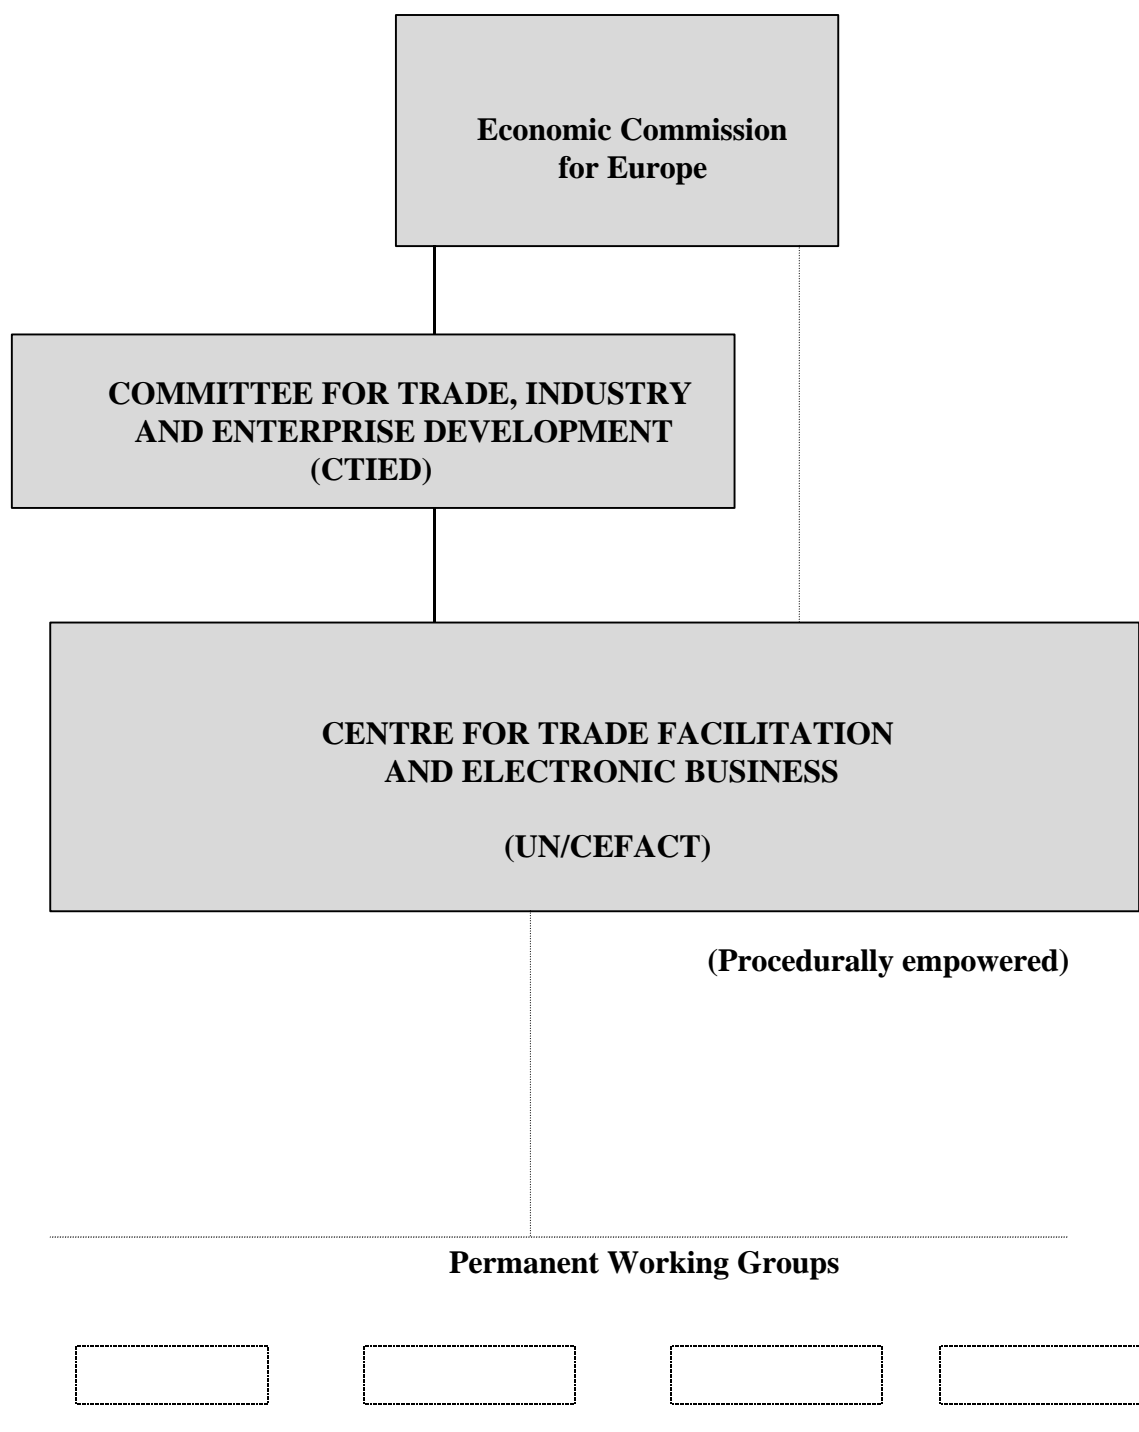 Economic Commission
for Europe
COMMITTEE FOR TRADE, INDUSTRY
AND ENTERPRISE DEVELOPMENT
(CTIED)
CENTRE FOR TRADE FACILITATION
AND ELECTRONIC BUSINESS
(UN/CEFACT)
(Procedurally empowered)
Permanent Working Groups